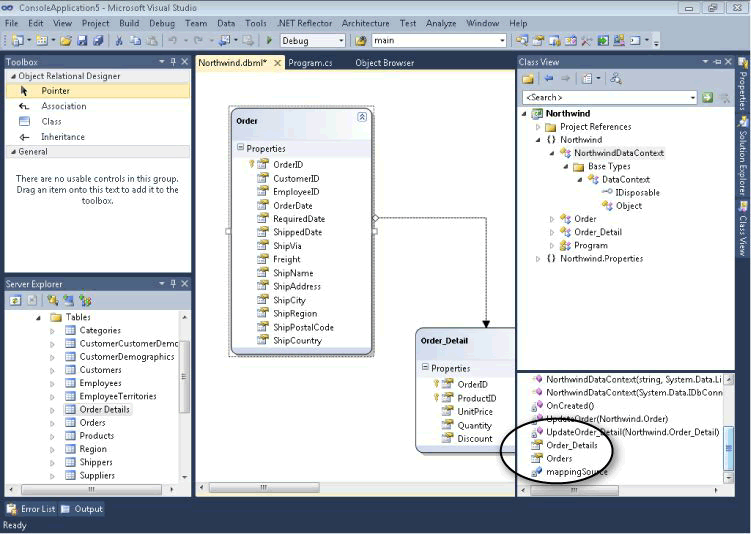 ConsoleApplication5 - Microsoft Visual Studio
File Edit View Project Build Debug Team Data Tools .NET Reflector Architecture Test Analyze Window Help
Debug main
Toolbox
Object Relational Designer
Pointer
Association
Class
Inheritance
General
There are no usable controls in this group. Drag an item onto this text to add it to the toolbox.
Server Explorer
Tables
Categories
CustomerCustomerDemc
CustomerDemographics
Customers
Employees
EmployeeTerritories
Order Details
Orders
Products
Region
Shippers
Suppliers
Northwind.dbml* Program.cs Object Browser
Order
Properties
OrderID
CustomerID
EmployeeID
OrderDate
RequiredDate
ShippedDate
ShipVia
Freight
ShipName
ShipAddress
ShipCity
ShipRegion
ShipPostalCode
ShipCountry
Order_Detail
Properties
OrderID
ProductID
UnitPrice
Quantity
Discount
Class View
<Search>
Northwind
Project References
{} Northwind
NorthwindDataContext
Base Types
DataContext
IDisposable
Object
Order
Order_Detail
Program
{} Northwind.Properties
NorthwindDataContext(string, System.Data.Li
NorthwindDataContext(System.Data.IDbConn
OnCreated()
UpdateOrder(Northwind.Order)
UpdateOrder_Detail(Northwind.Order_Detail)
Order_Details
Orders
mappingSource
Properties
Solution Explorer
Class View
Error List Output
Ready